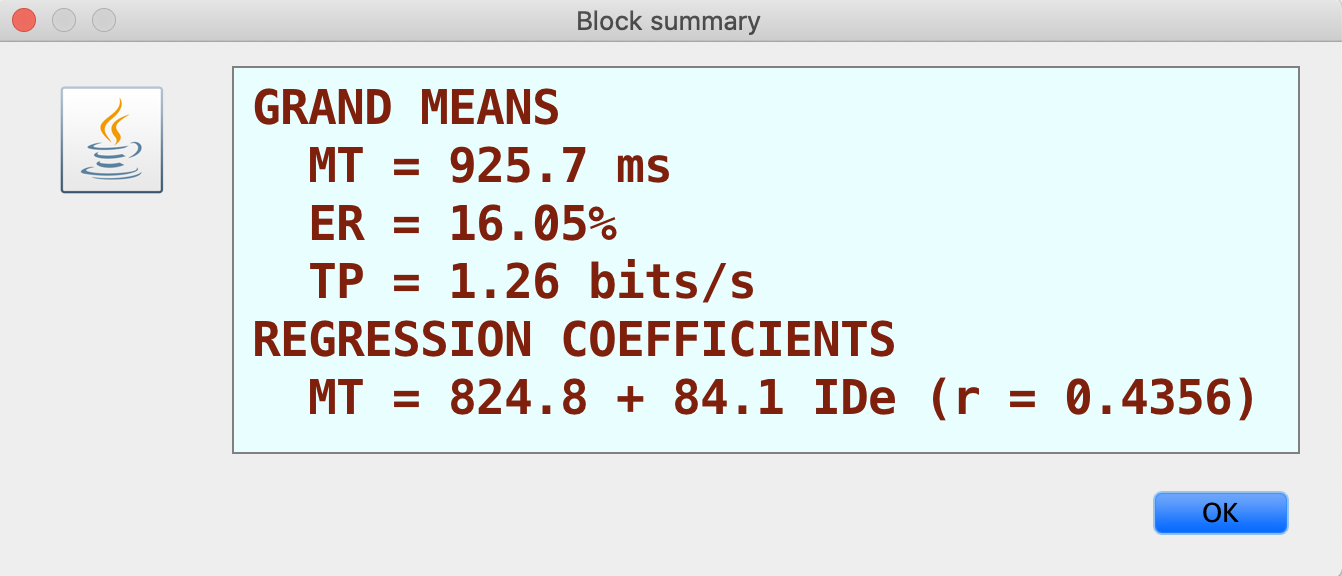 Block summary
GRAND MEANS
MT = 925.7 ms
ER = 16.05%
TP = 1.26 bits/s
REGRESSION COEFFICIENTS
MT = 824.8 + 84.1 IDe (r = 0.4356)
OK